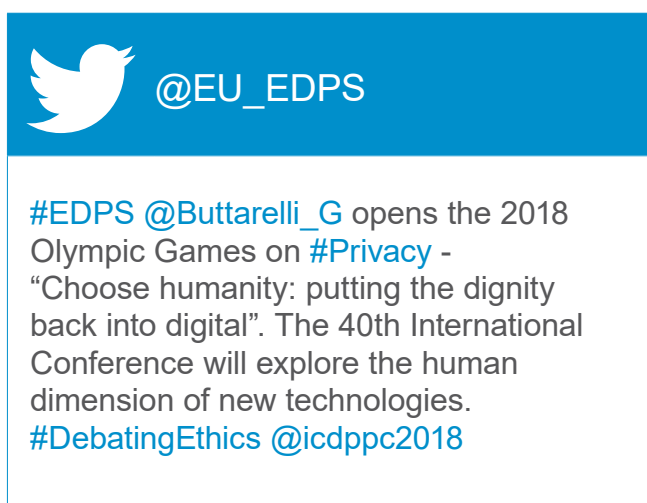 @EU_EDPS
#EDPS @Buttarelli_G opens the 2018
Olympic Games on #Privacy -
“Choose humanity: putting the dignity
back into digital”. The 40th International
Conference will explore the human
dimension of new technologies.
#DebatingEthics @icdppc2018